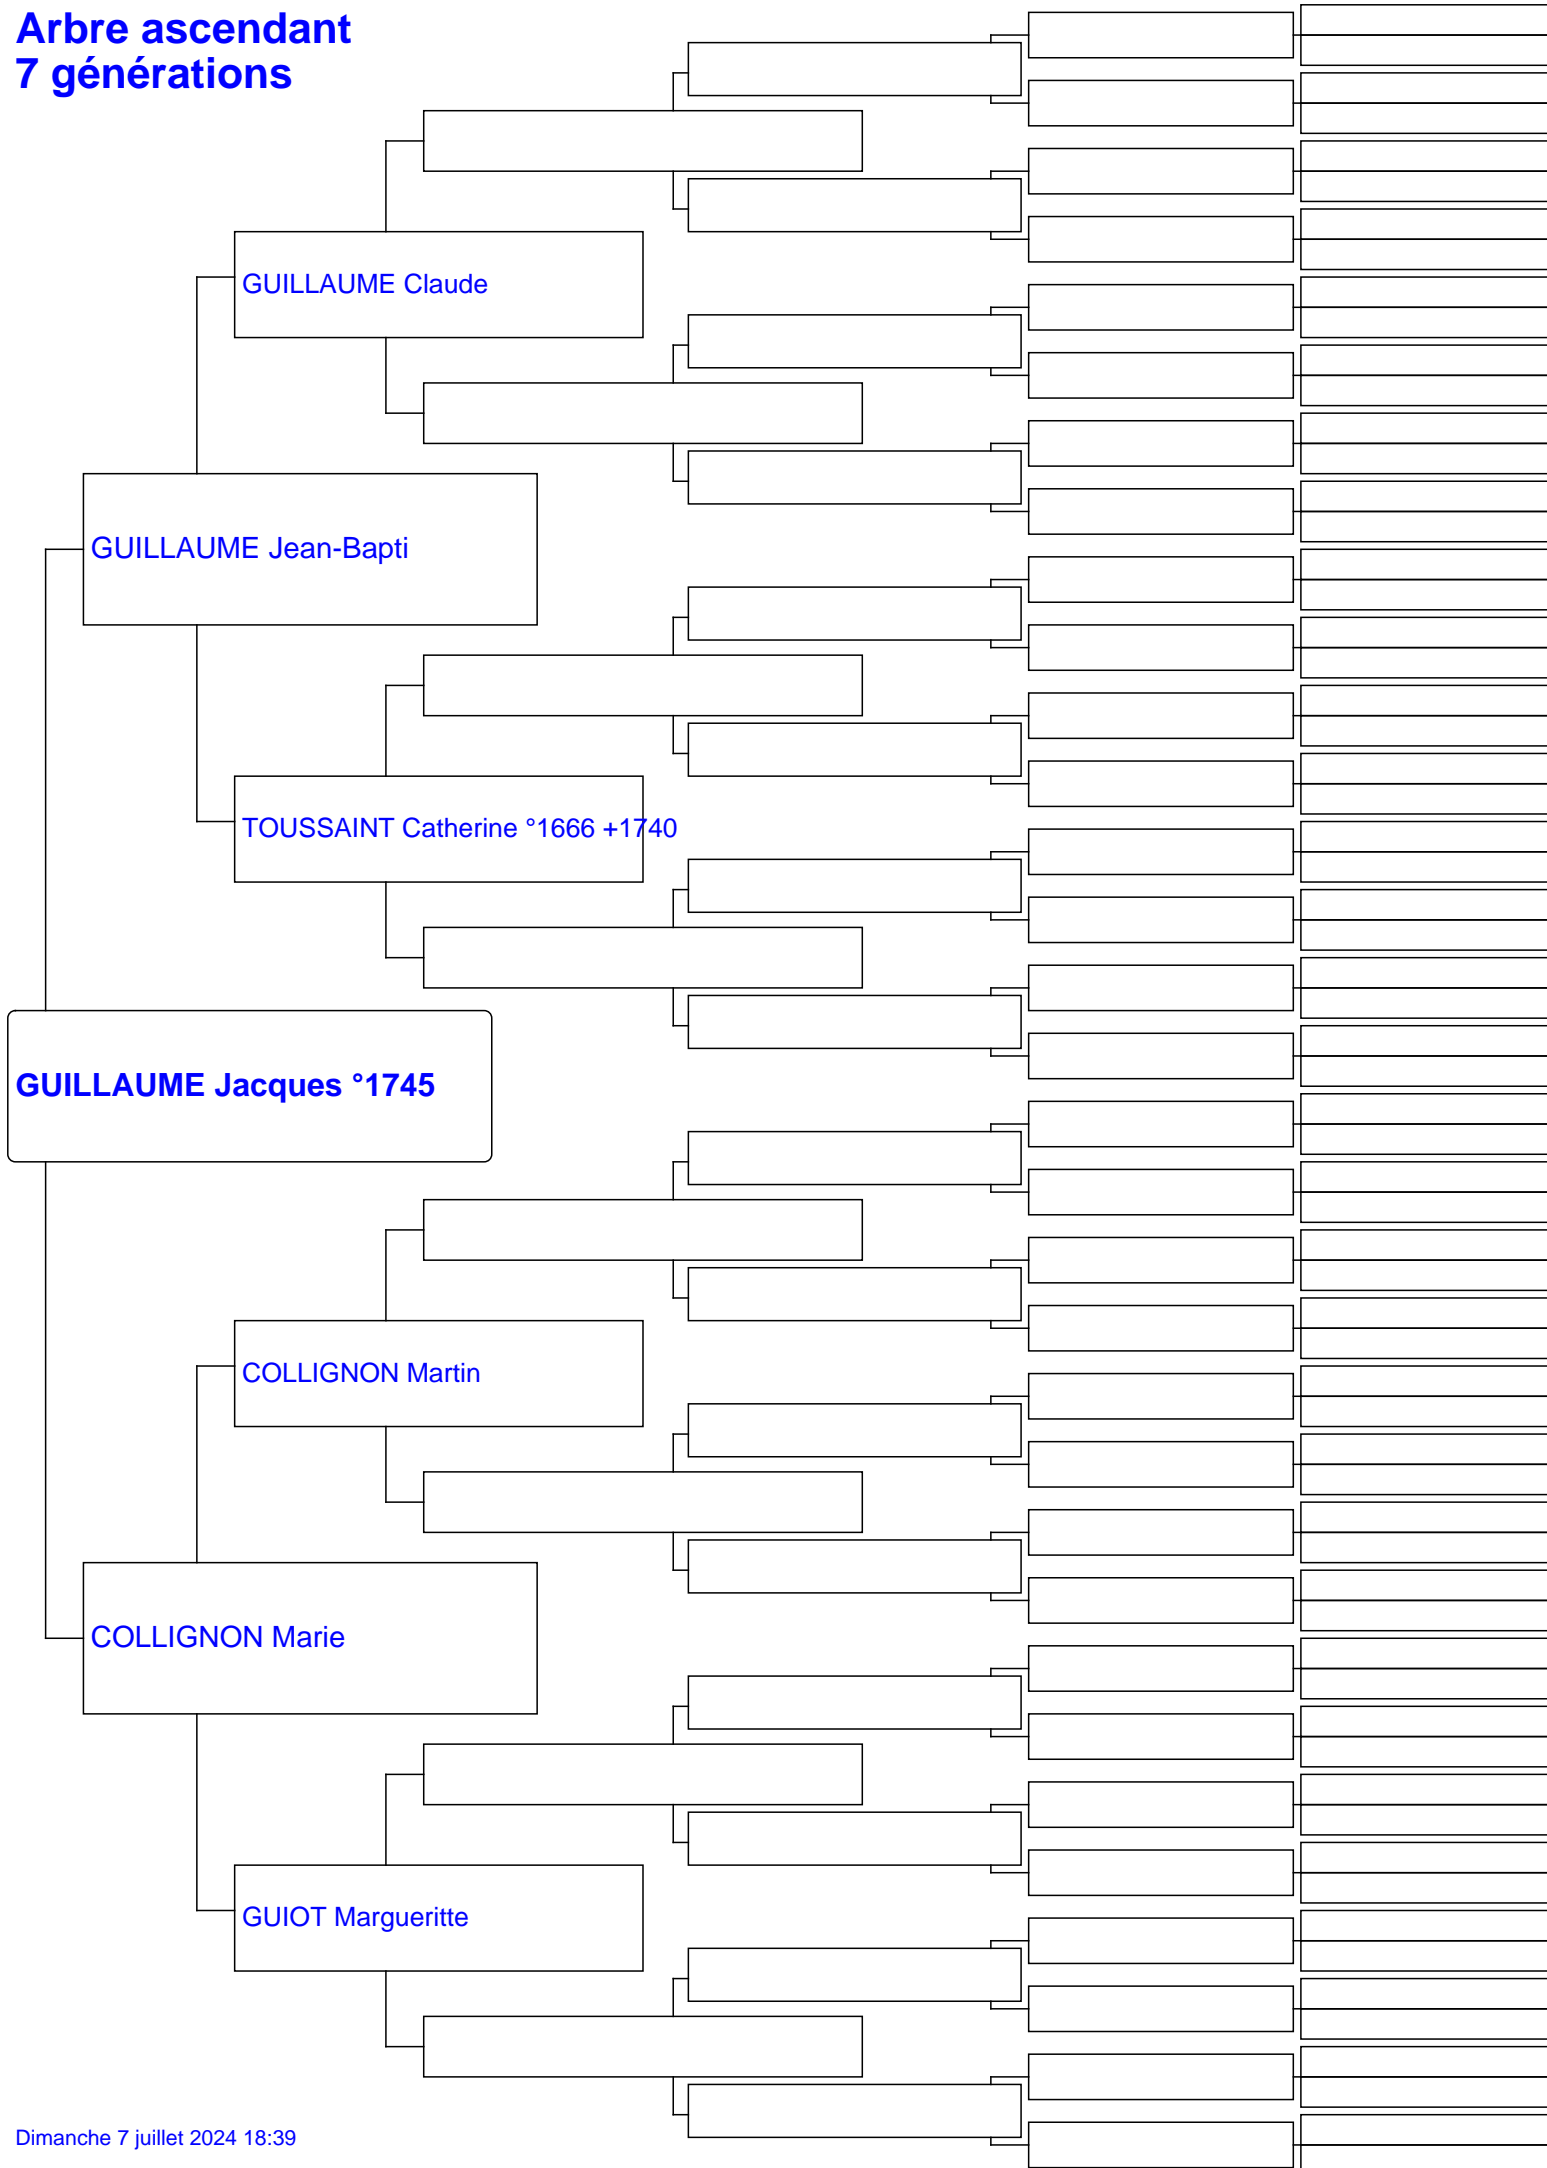 Arbre ascendant
7 générations
GUILLAUME Claude
GUILLAUME Jean-Bapti
TOUSSAINT Catherine °1666 +1740
GUILLAUME Jacques °1745
COLLIGNON Martin
COLLIGNON Marie
GUIOT Margueritte
Dimanche 7 juillet 2024 18:39